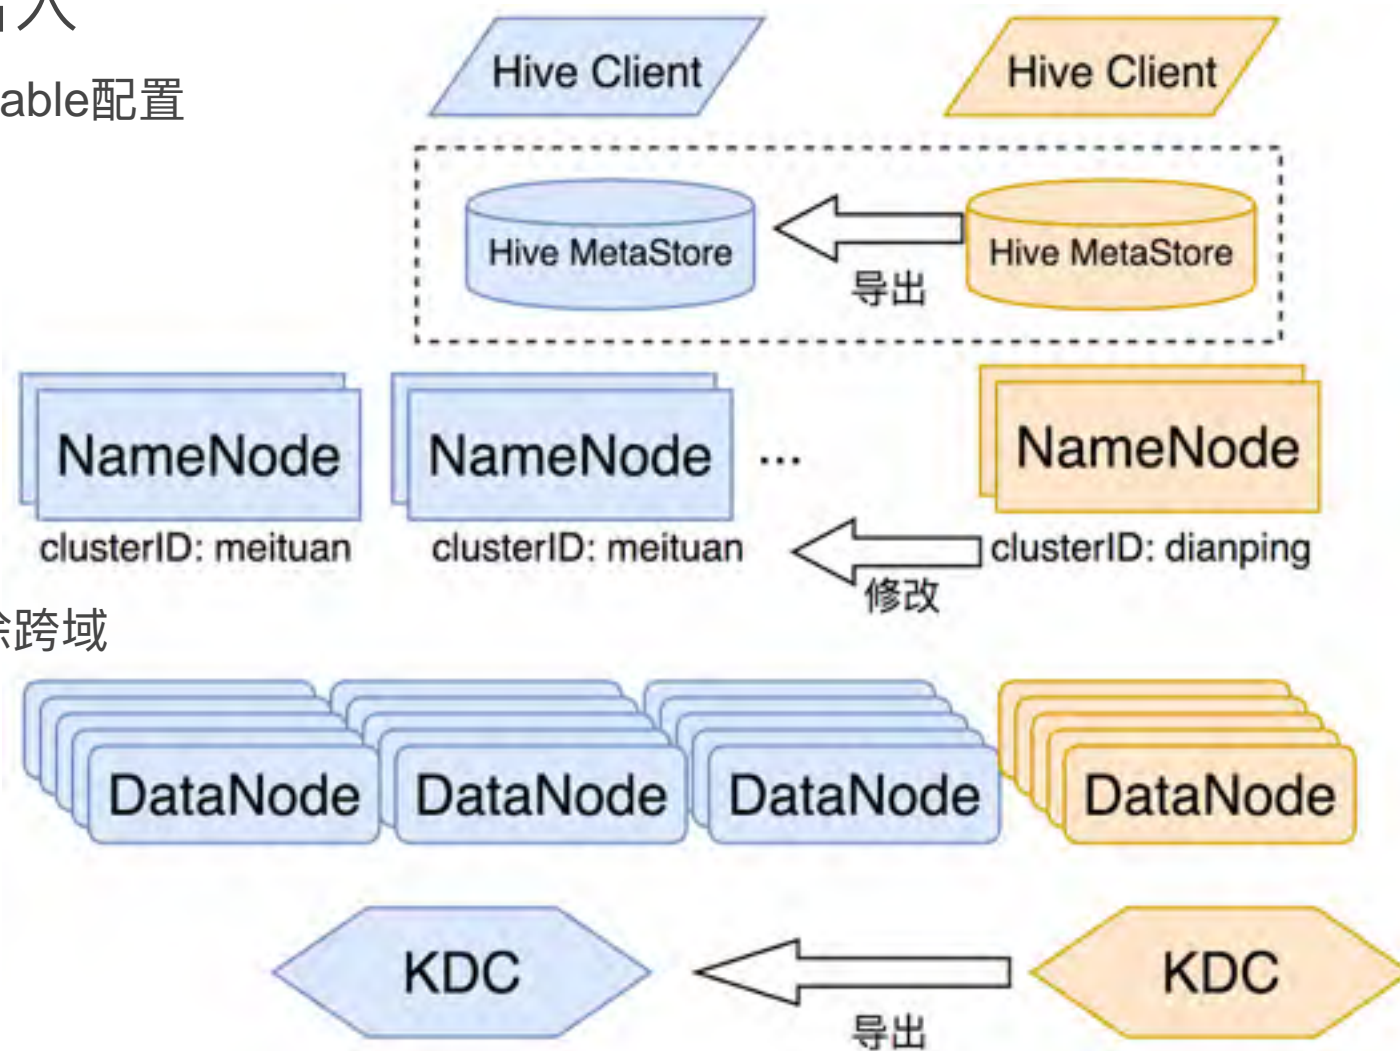 入
able配置
Hive Client
Hive Client
Hive MetaStore
导出
Hive MetaStore
NameNode
NameNode
...
NameNode
clusterID: meituan
clusterID: meituan
修改
clusterID: dianping
跨域
DataNode
DataNode
DataNode
DataNode
KDC
导出
KDC